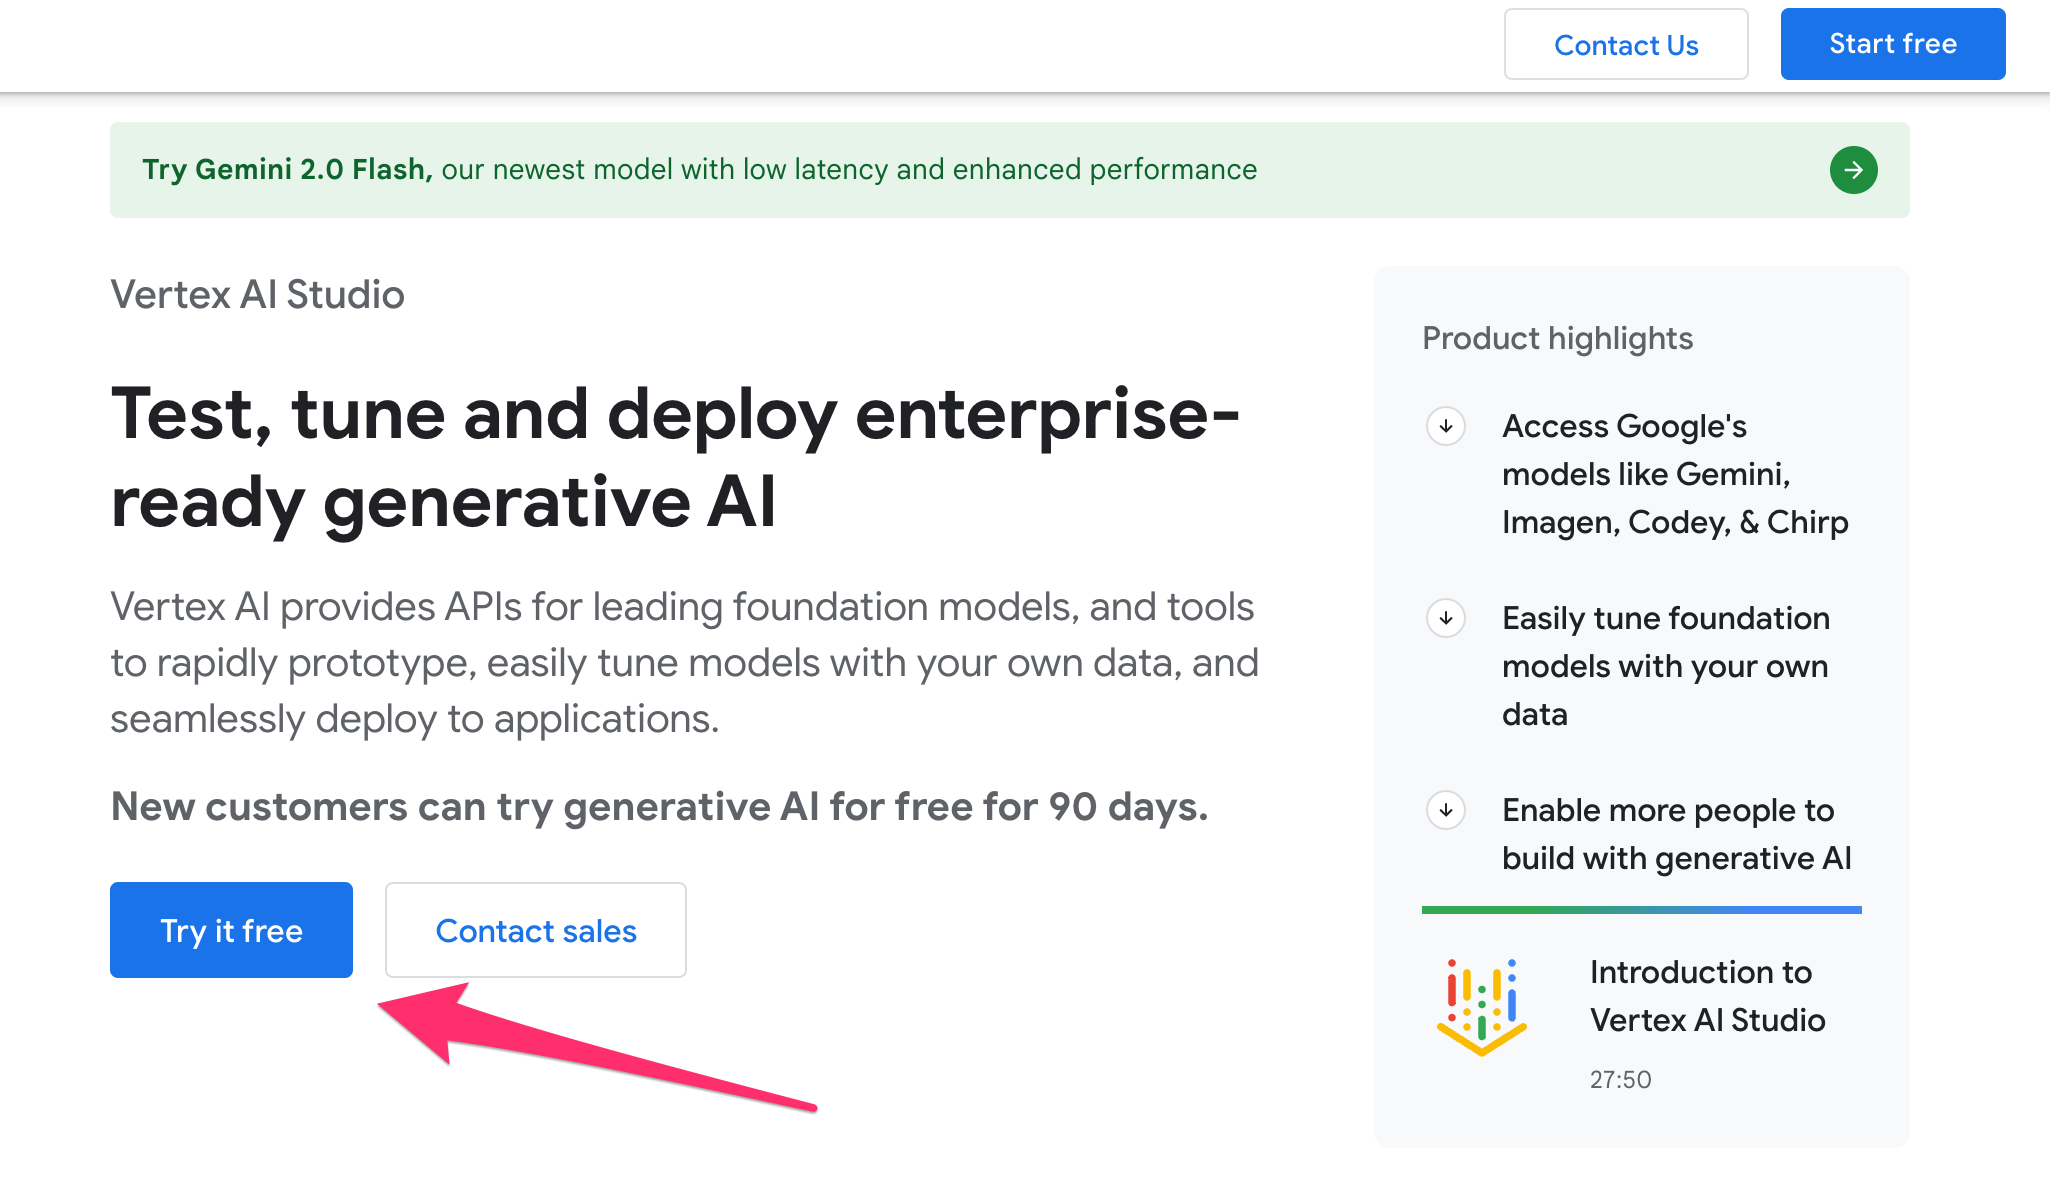 Contact Us
Start free
Try Gemini 2.0 Flash, our newest model with low latency and enhanced performance
Vertex AI Studio
Test, tune and deploy enterprise-
ready generative AI
Vertex AI provides APIs for leading foundation models, and tools
to rapidly prototype, easily tune models with your own data, and
seamlessly deploy to applications.
New customers can try generative AI for free for 90 days.
Try it free
Contact sales
Product highlights
Access Google's
models like Gemini,
Imagen, Codey, & Chirp
Easily tune foundation
models with your own
data
Enable more people to
build with generative AI
Introduction to
Vertex AI Studio
27:50